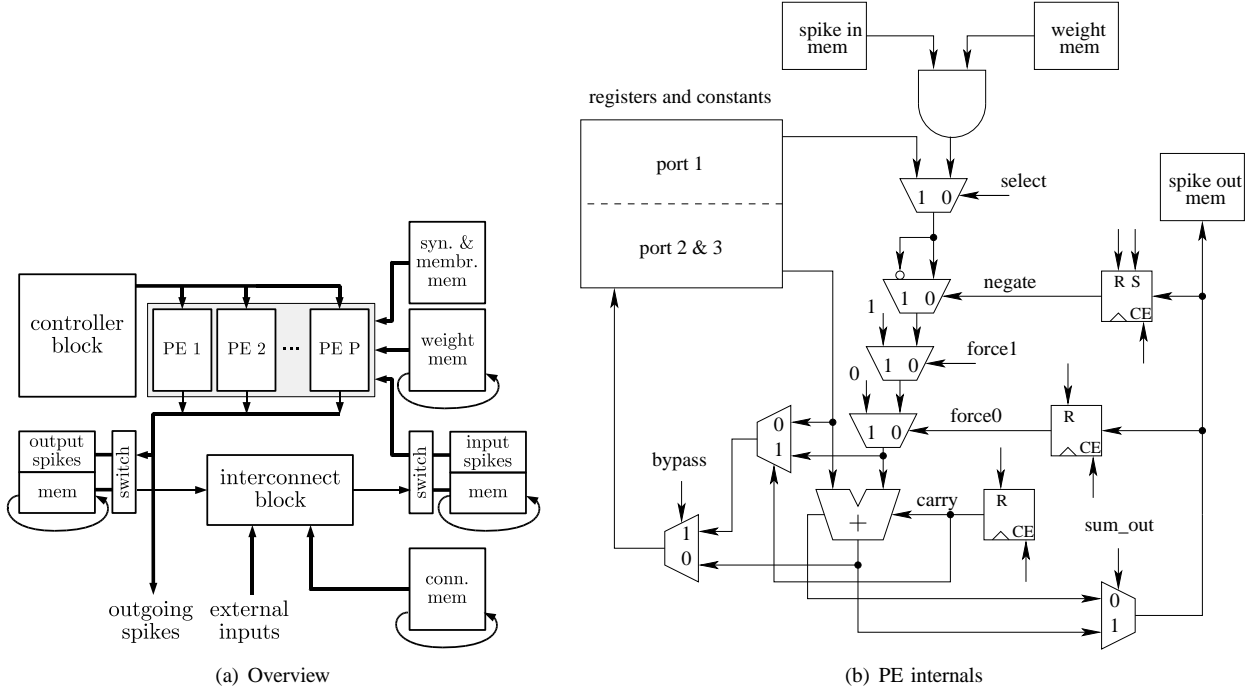 syn. &
membr.
mem
controller
block
PE 1
PE 2
...
PE P
weight
mem
output
spikes
mem
switch
interconnect
block
switch
input
spikes
mem
conn.
mem
outgoing
spikes
external
inputs
(a) Overview
spike in
mem
weight
mem
registers and constants
port 1
port 2 & 3
1 0
select
spike out
mem
1 0
negate
R S
CE
1
1 0
force1
0
1 0
force0
R
CE
0
1
bypass
+
carry
R
CE
1
0
sum_out
0
1
(b) PE internals